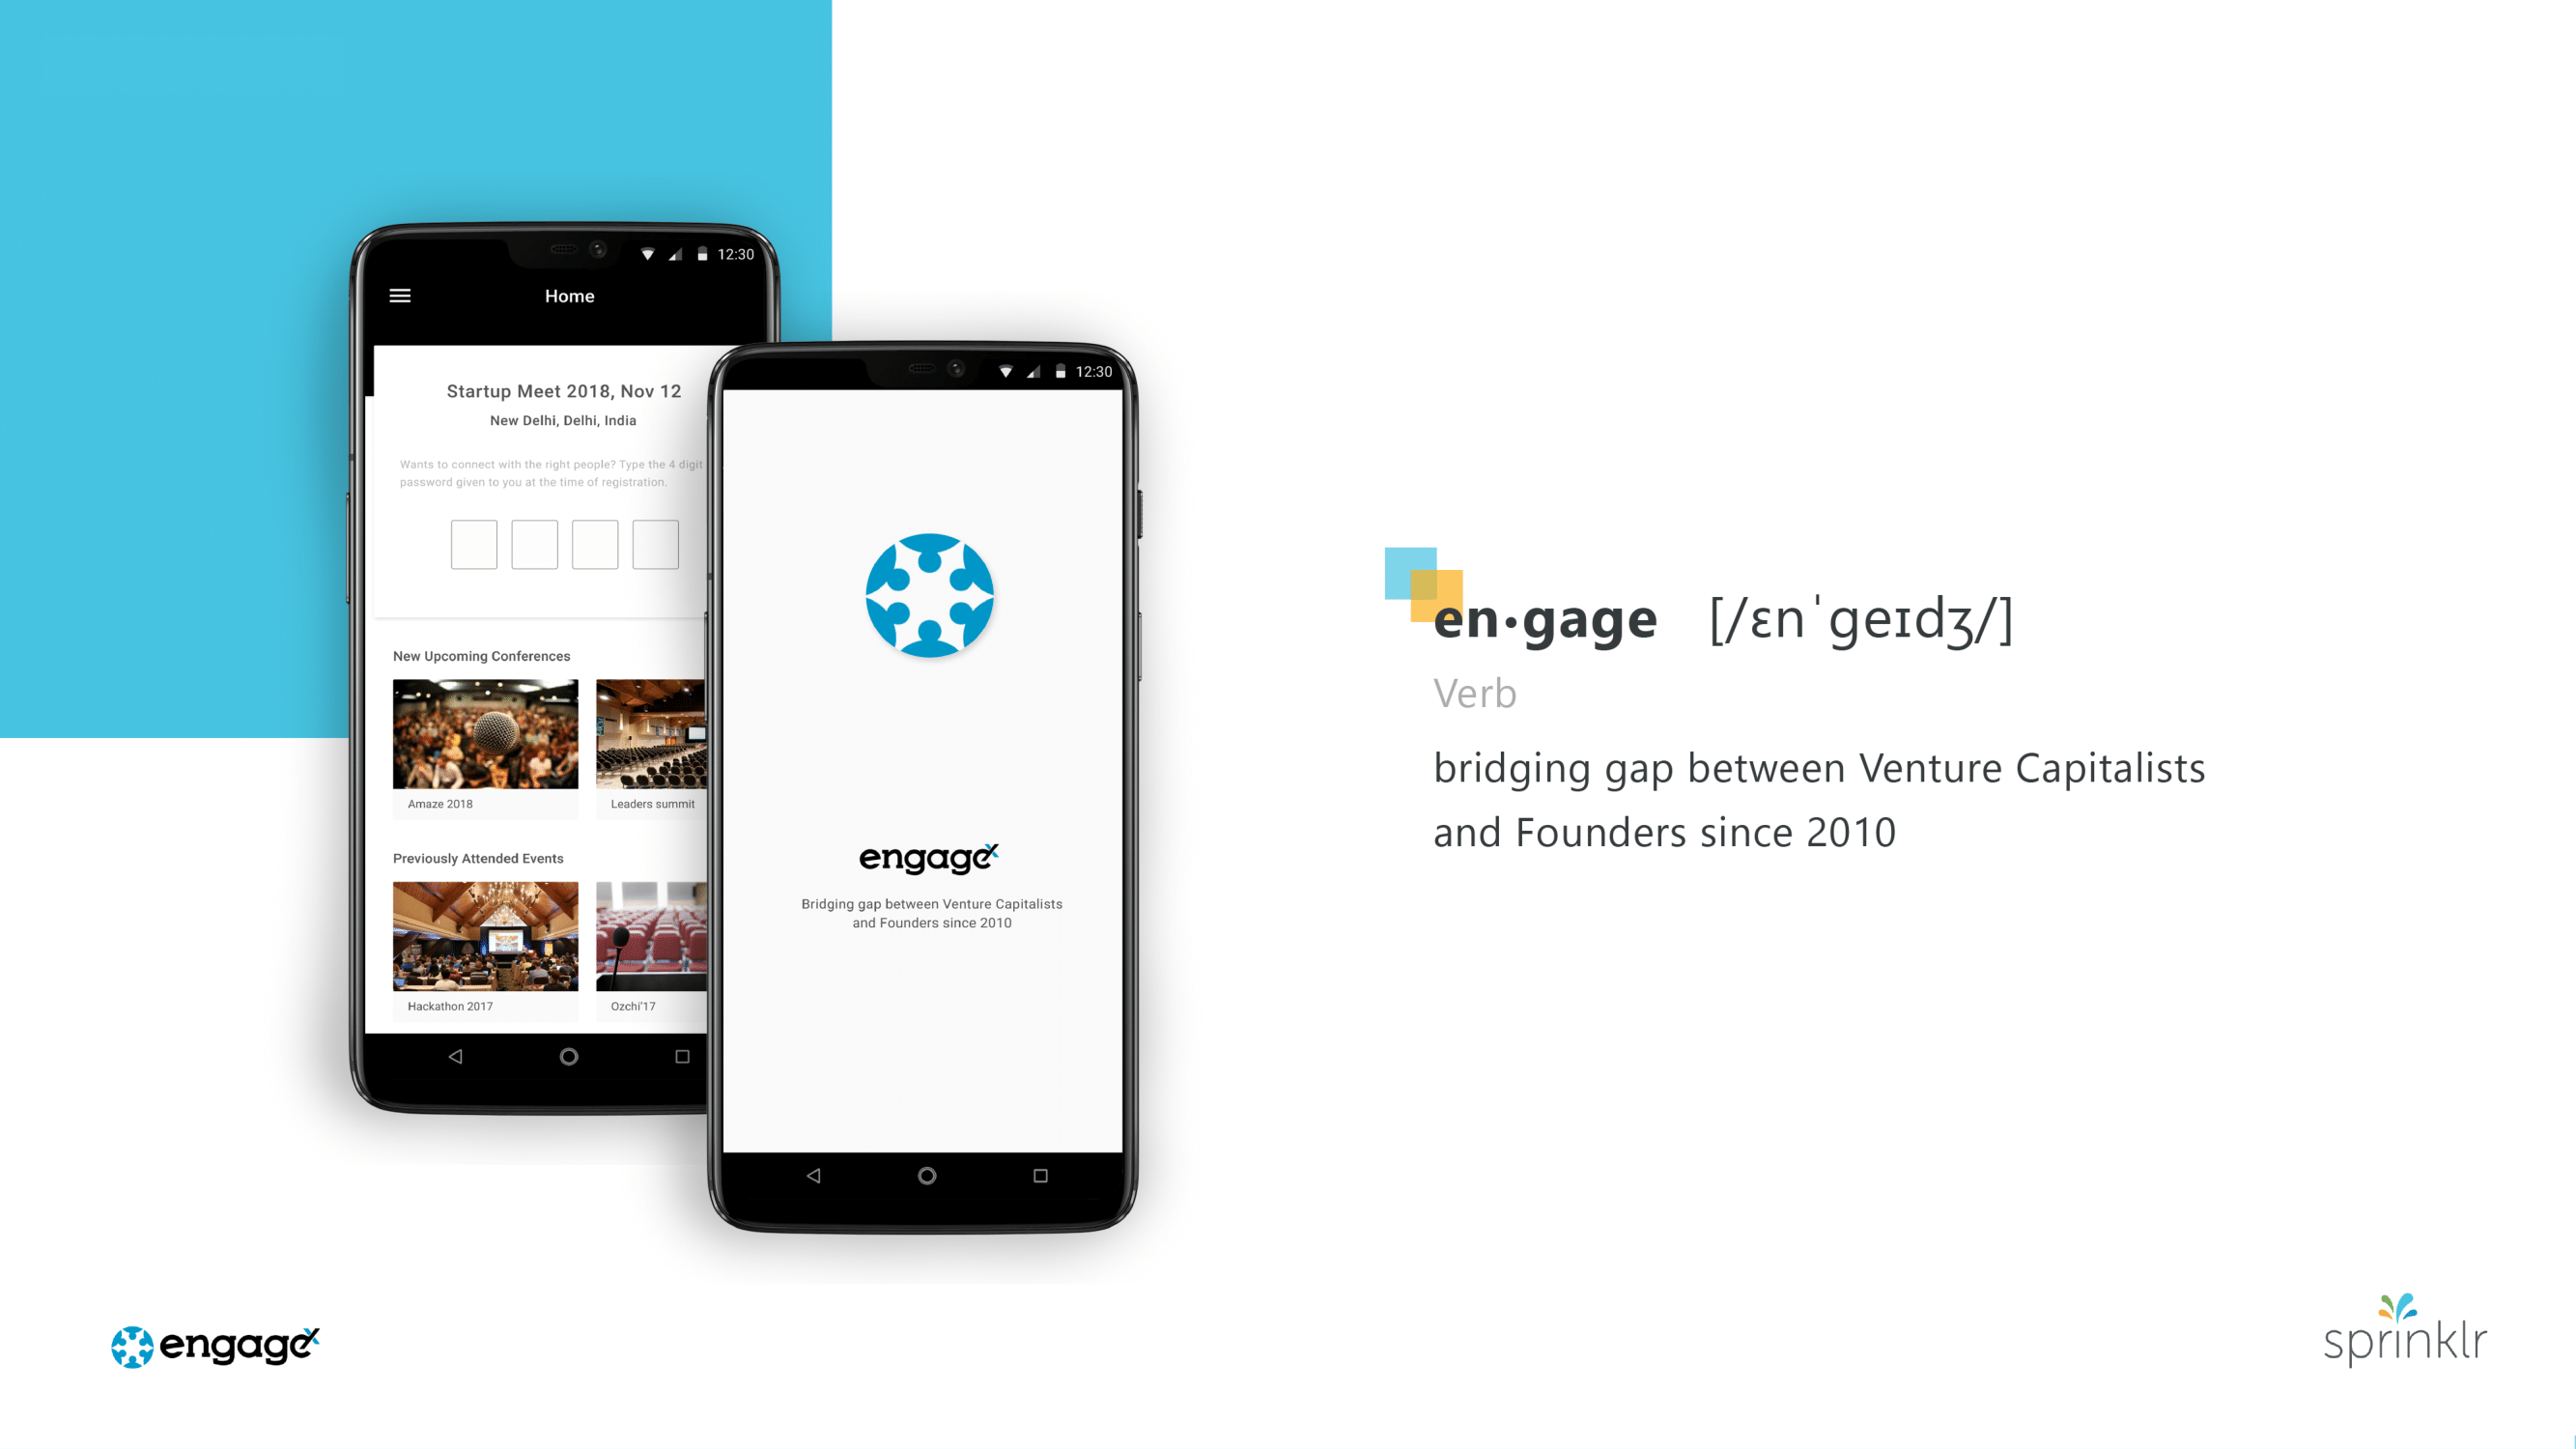 12:30
Home
Startup Meet 2018, Nov 12
New Delhi, Delhi, India
Wants to connect with the right people? Type the 4 digit
password given to you at the time of registration.
New Upcoming Conferences
Amaze 2018
Leaders summit
Previously Attended Events
Hackathon 2017
Ozchi'17
12:30
engagex
Bridging gap between Venture Capitalists
and Founders since 2010
en•gage [/ɛnˈgeɪdʒ/]
Verb
bridging gap between Venture Capitalists
and Founders since 2010
engagex
sprinklr